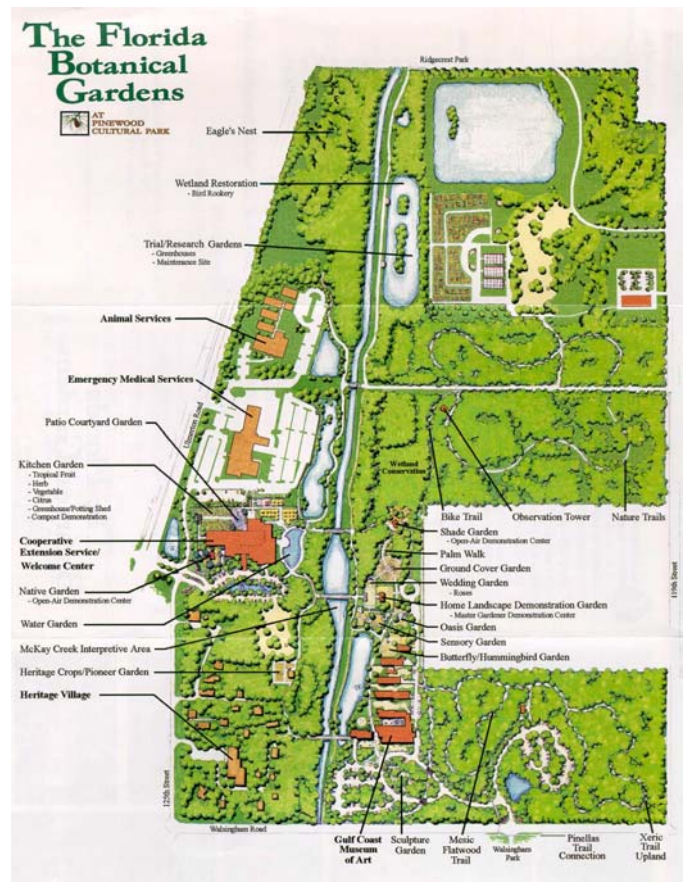 The Florida
Botanical
Gardens
AT
PINEWOOD
CULTURAL PARK
Ridgecrest Park
Eagle's Nest
Wetland Restoration
- Bird Rookery
Trial/Research Gardens
- Greenhouses
- Maintenance Site
Animal Services
Emergency Medical Services
Ulmerton Road
Patio Courtyard Garden
Kitchen Garden
- Tropical Fruit
- Herb
- Vegetable
- Citrus
- Greenhouse/Potting Shed
- Compost Demonstration
Cooperative
Extension Service/
Welcome Center
Native Garden
- Open-Air Demonstration Center
Water Garden
McKay Creek Interpretive Area
Heritage Crops/Pioneer Garden
Heritage Village
Wetland
Conservation
Bike Trail
Observation Tower
Nature Trails
Shade Garden
- Open-Air Demonstration Center
Palm Walk
Ground Cover Garden
Wedding Garden
- Roses
Home Landscape Demonstration Garden
- Master Gardener Demonstration Center
Oasis Garden
Sensory Garden
Butterfly/Hummingbird Garden
119th Street
125th Street
Walsingham Road
Gulf Coast
Museum
of Art
Sculpture
Garden
Mesic
Flatwood
Trail
Walsingham
Park
Pinellas
Trail
Connection
Xeric
Trail
Upland